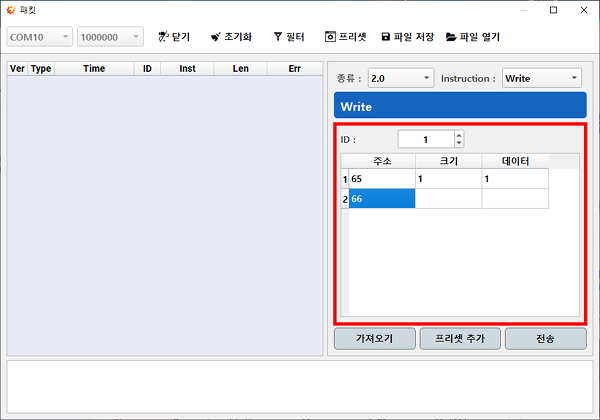 패킷
COM10 1000000 닫기 초기화 필터 프리셋 파일 저장 파일 열기
Ver Type Time ID Inst Len Err
종류 : 2.0 Instruction : Write
Write
ID : 1
주소 크기 데이터
1 65 1 1
2 66
가져오기 프리셋 추가 전송